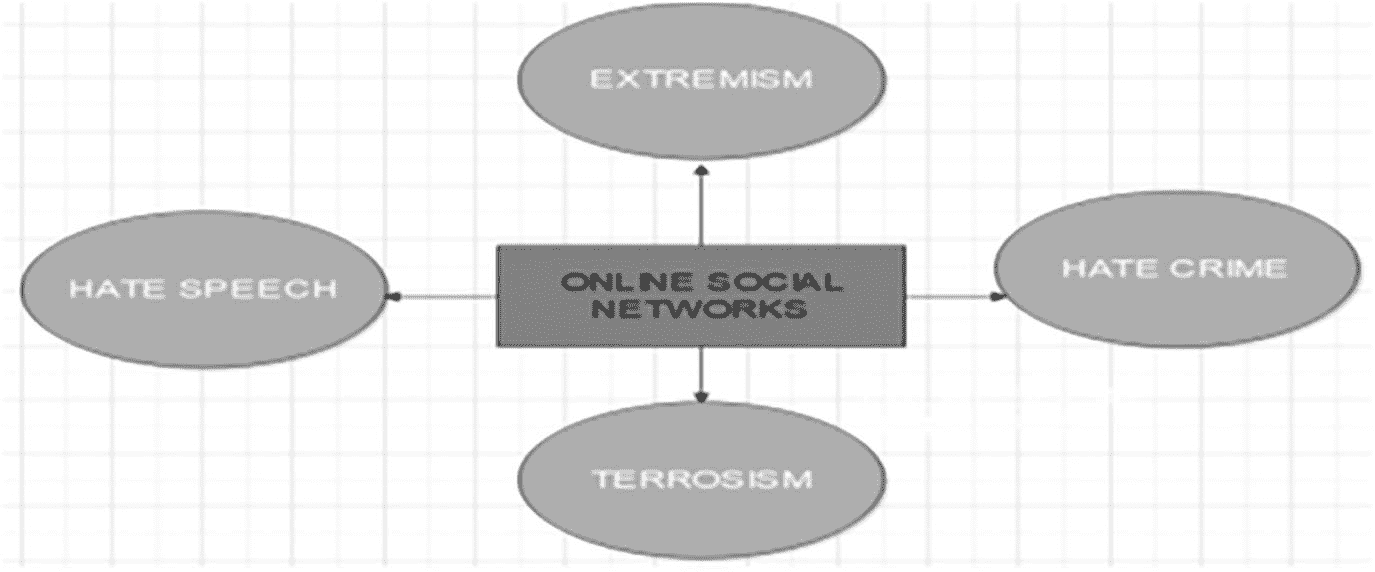 EXTREMISM
HATE SPEECH
ONLINE SOCIAL
NETWORKS
HATE CRIME
TERROSISM